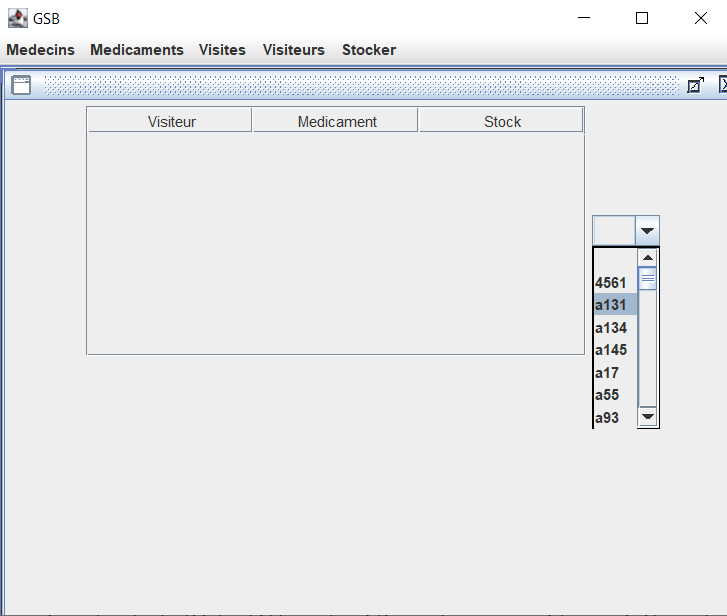 GSB
Medecins Medicaments Visites Visiteurs Stocker
Visiteur Medicament Stock
4561
a131
a134
a145
a17
a55
a93